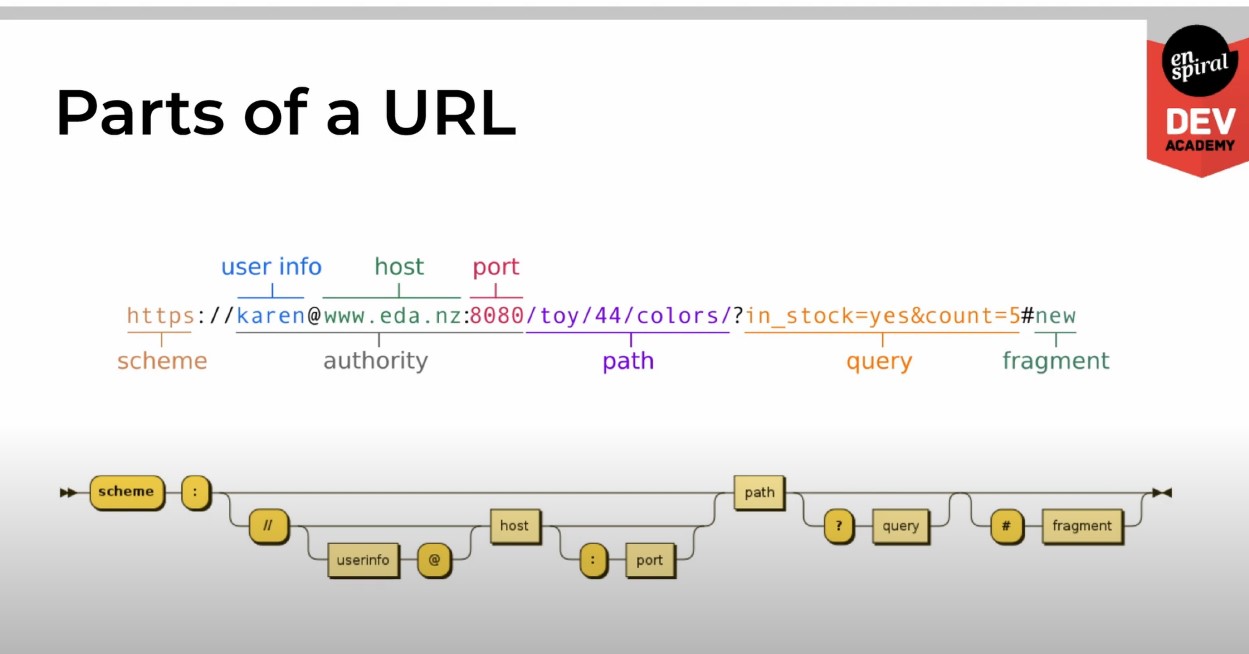 en.
spiral
DEV
ACADEMY
Parts of a URL
user info host port
https://karen@www.eda.nz:8080/toy/44/colors/?in_stock=yes&count=5#new
scheme authority path query fragment
scheme : path
// host ? query # fragment
userinfo @ : port